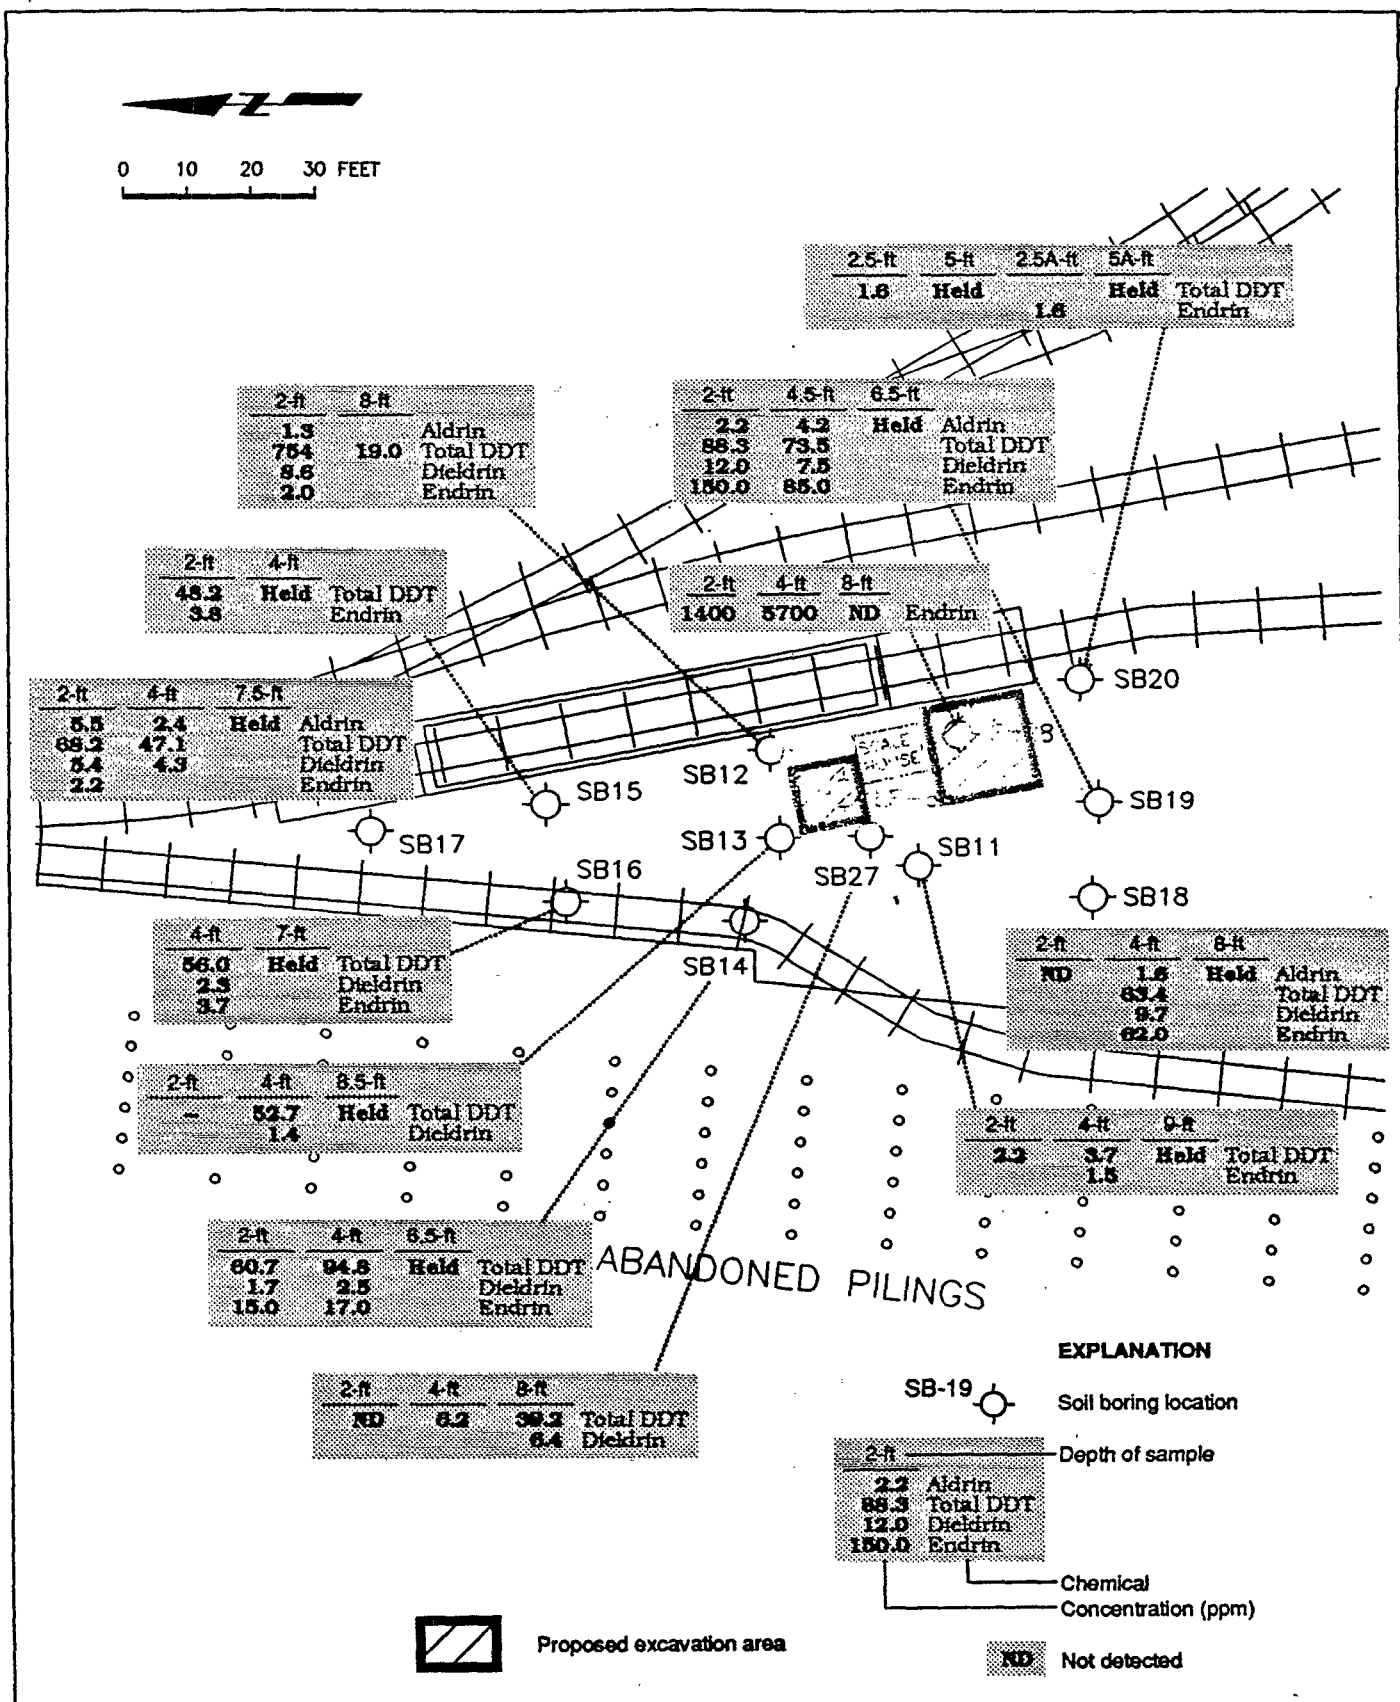 Z
0 10 20 30 FEET
2.5-ft 5-ft 2.5A-ft 5A-ft
1.6 Held Held Total DDT
1.6 Endrin
2-ft 8-ft
1.3 Aldrin
754 19.0 Total DDT
8.6 Dieldrin
2.0 Endrin
2-ft 4.5-ft 6.5-ft
2.2 4.2 Held Aldrin
88.3 73.5 Total DDT
12.0 7.5 Dieldrin
150.0 85.0 Endrin
2-ft 4-ft
48.2 Held Total DDT
3.8 Endrin
2-ft 4-ft 8-ft
1400 5700 ND Endrin
2-ft 4-ft 7.5-ft
5.5 2.4 Held Aldrin
68.2 47.1 Total DDT
5.4 4.3 Dieldrin
2.2 Endrin
SB20
SB12
SCALE
HOUSE
SB15
SB19
SB17
SB13
SB11
SB27
SB16
SB18
SB14
4-ft 7-ft
56.0 Held Total DDT
2.3 Dieldrin
3.7 Endrin
2-ft 4-ft 8-ft
ND 1.6 Held Aldrin
63.4 Total DDT
9.7 Dieldrin
62.0 Endrin
2-ft 4-ft 8.5-ft
– 52.7 Held Total DDT
1.4 Dieldrin
2-ft 4-ft 9-ft
2.2 3.7 Held Total DDT
1.5 Endrin
2-ft 4-ft 6.5-ft
60.7 94.8 Held Total DDT
1.7 2.5 Dieldrin
15.0 17.0 Endrin
ABANDONED PILINGS
2-ft 4-ft 8-ft
ND 6.2 39.2 Total DDT
6.4 Dieldrin
EXPLANATION
SB-19 Soil boring location
2-ft Depth of sample
2.2 Aldrin
88.3 Total DDT
12.0 Dieldrin
150.0 Endrin
Chemical
Concentration (ppm)
Proposed excavation area
ND Not detected